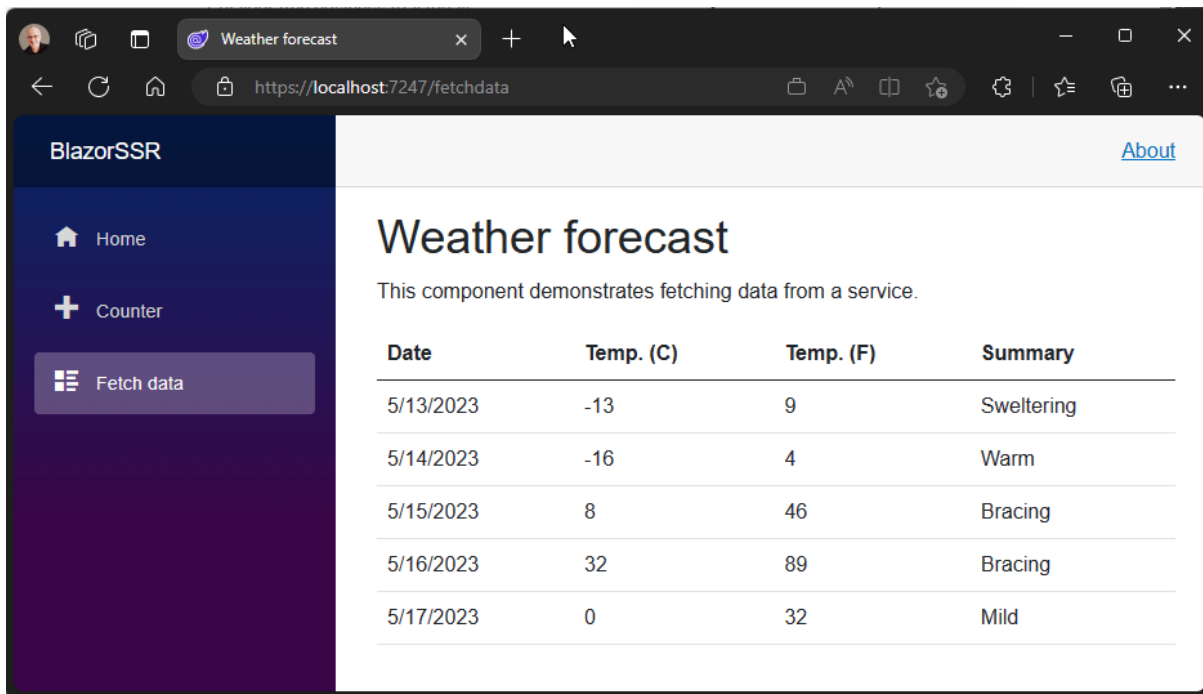 Weather forecast
https://localhost:7247/fetchdata
BlazorSSR
About
Home
Counter
Fetch data
Weather forecast
This component demonstrates fetching data from a service.
Date Temp. (C) Temp. (F) Summary
5/13/2023 -13 9 Sweltering
5/14/2023 -16 4 Warm
5/15/2023 8 46 Bracing
5/16/2023 32 89 Bracing
5/17/2023 0 32 Mild